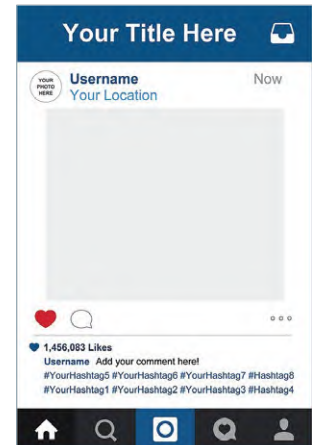 Your Title Here
YOUR
PHOTO
HERE
Username
Now
Your Location
1,456,083 Likes
Username Add your comment here!
#YourHashtag5 #YourHashtag6 #YourHashtag7 #Hashtag8
#YourHashtag1 #YourHashtag2 #YourHashtag3 #Hashtag4